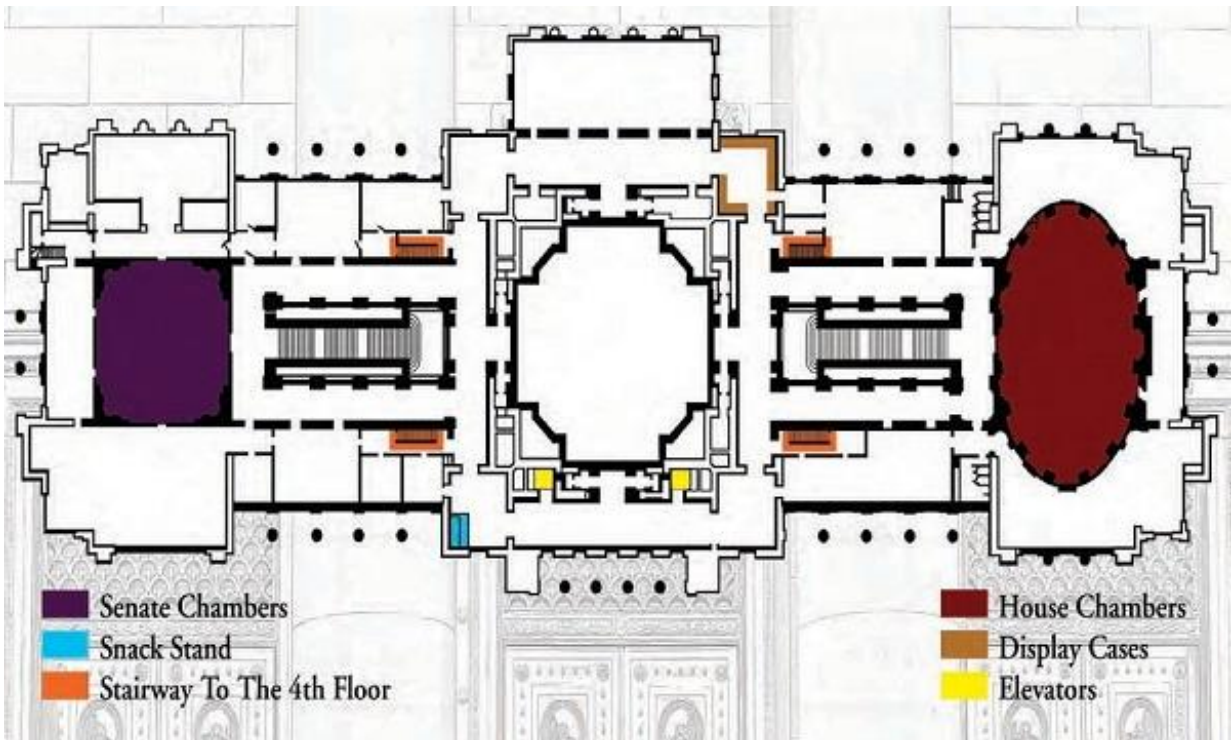 Senate Chambers
Snack Stand
Stairway To The 4th Floor
House Chambers
Display Cases
Elevators